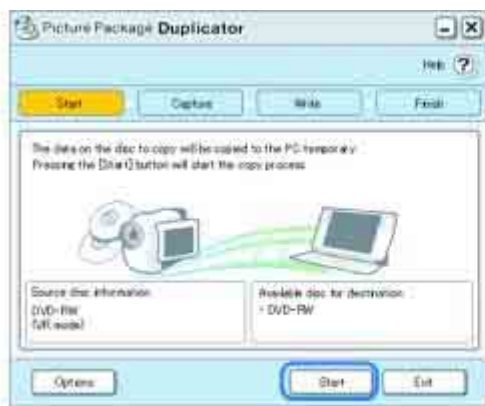 Picture Package Duplicator
Help ?
Start Capture Write Finish
The data on the disc to copy will be copied to the PC temporary.
Pressing the [Start] button will start the copy process.
Source disc information Available disc for destination
DVD-RW - DVD-RW
(VR mode)
Options Start Exit